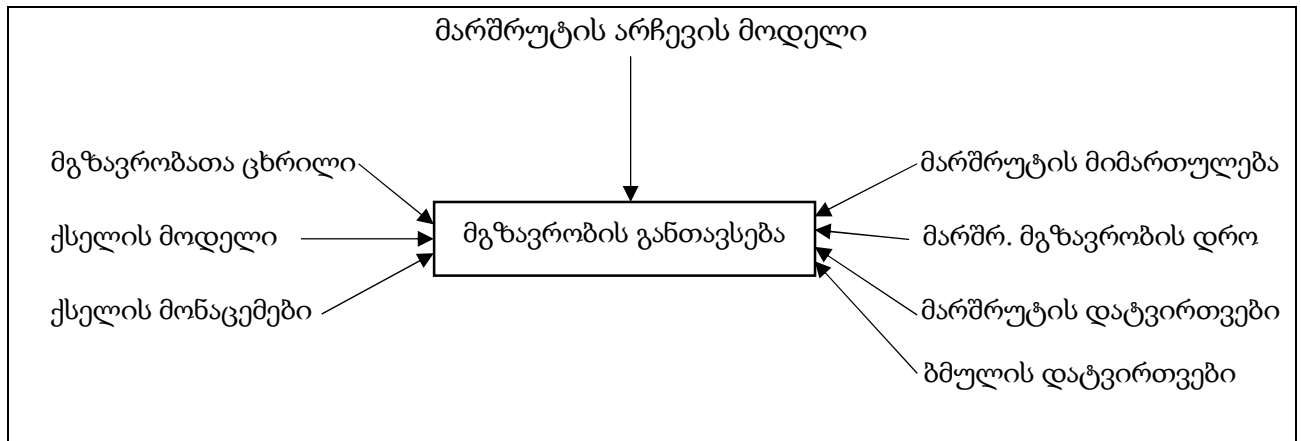 მარშრუტის არჩევის მოდელი
მგზავრობათა ცხრილი
ქსელის მოდელი
ქსელის მონაცემები
მგზავრობის განთავსება
მარშრუტის მიმართულება
მარშრ. მგზავრობის დრო
მარშრუტის დატვირთვები
ბმულის დატვირთვები